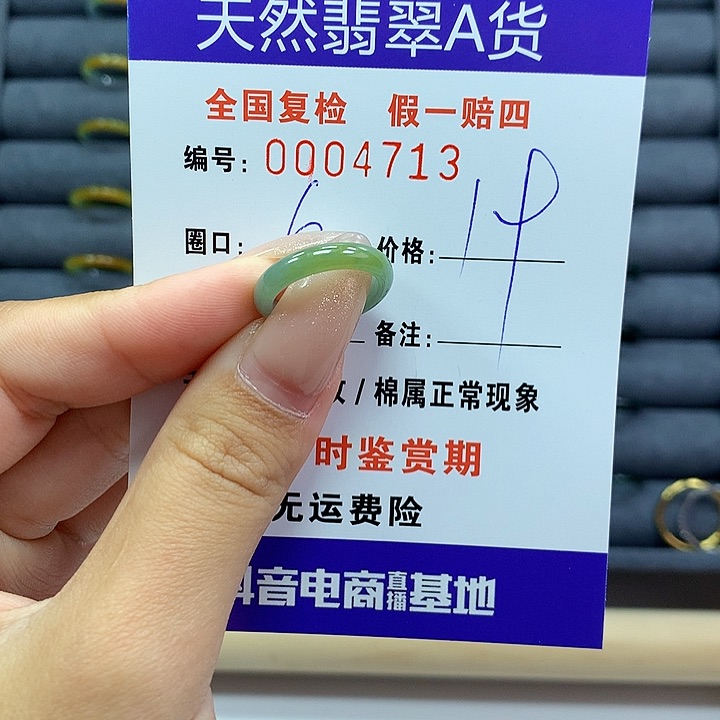 天然翡翠A货
全国复检 假一赔四
编号: 0004713
圈口: 价格:
备注:
/ 棉属正常现象
时鉴赏期
无运费险
抖音电商直播基地